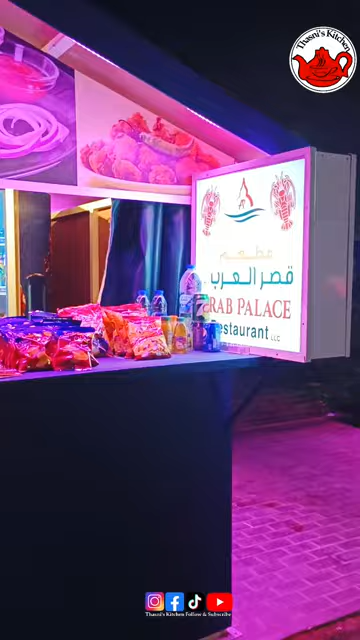 Thasni's Kitchen
مطعم
قصر العرب
RAB PALACE
estaurant LLC
Thasni's Kitchen Follow & Subscribe